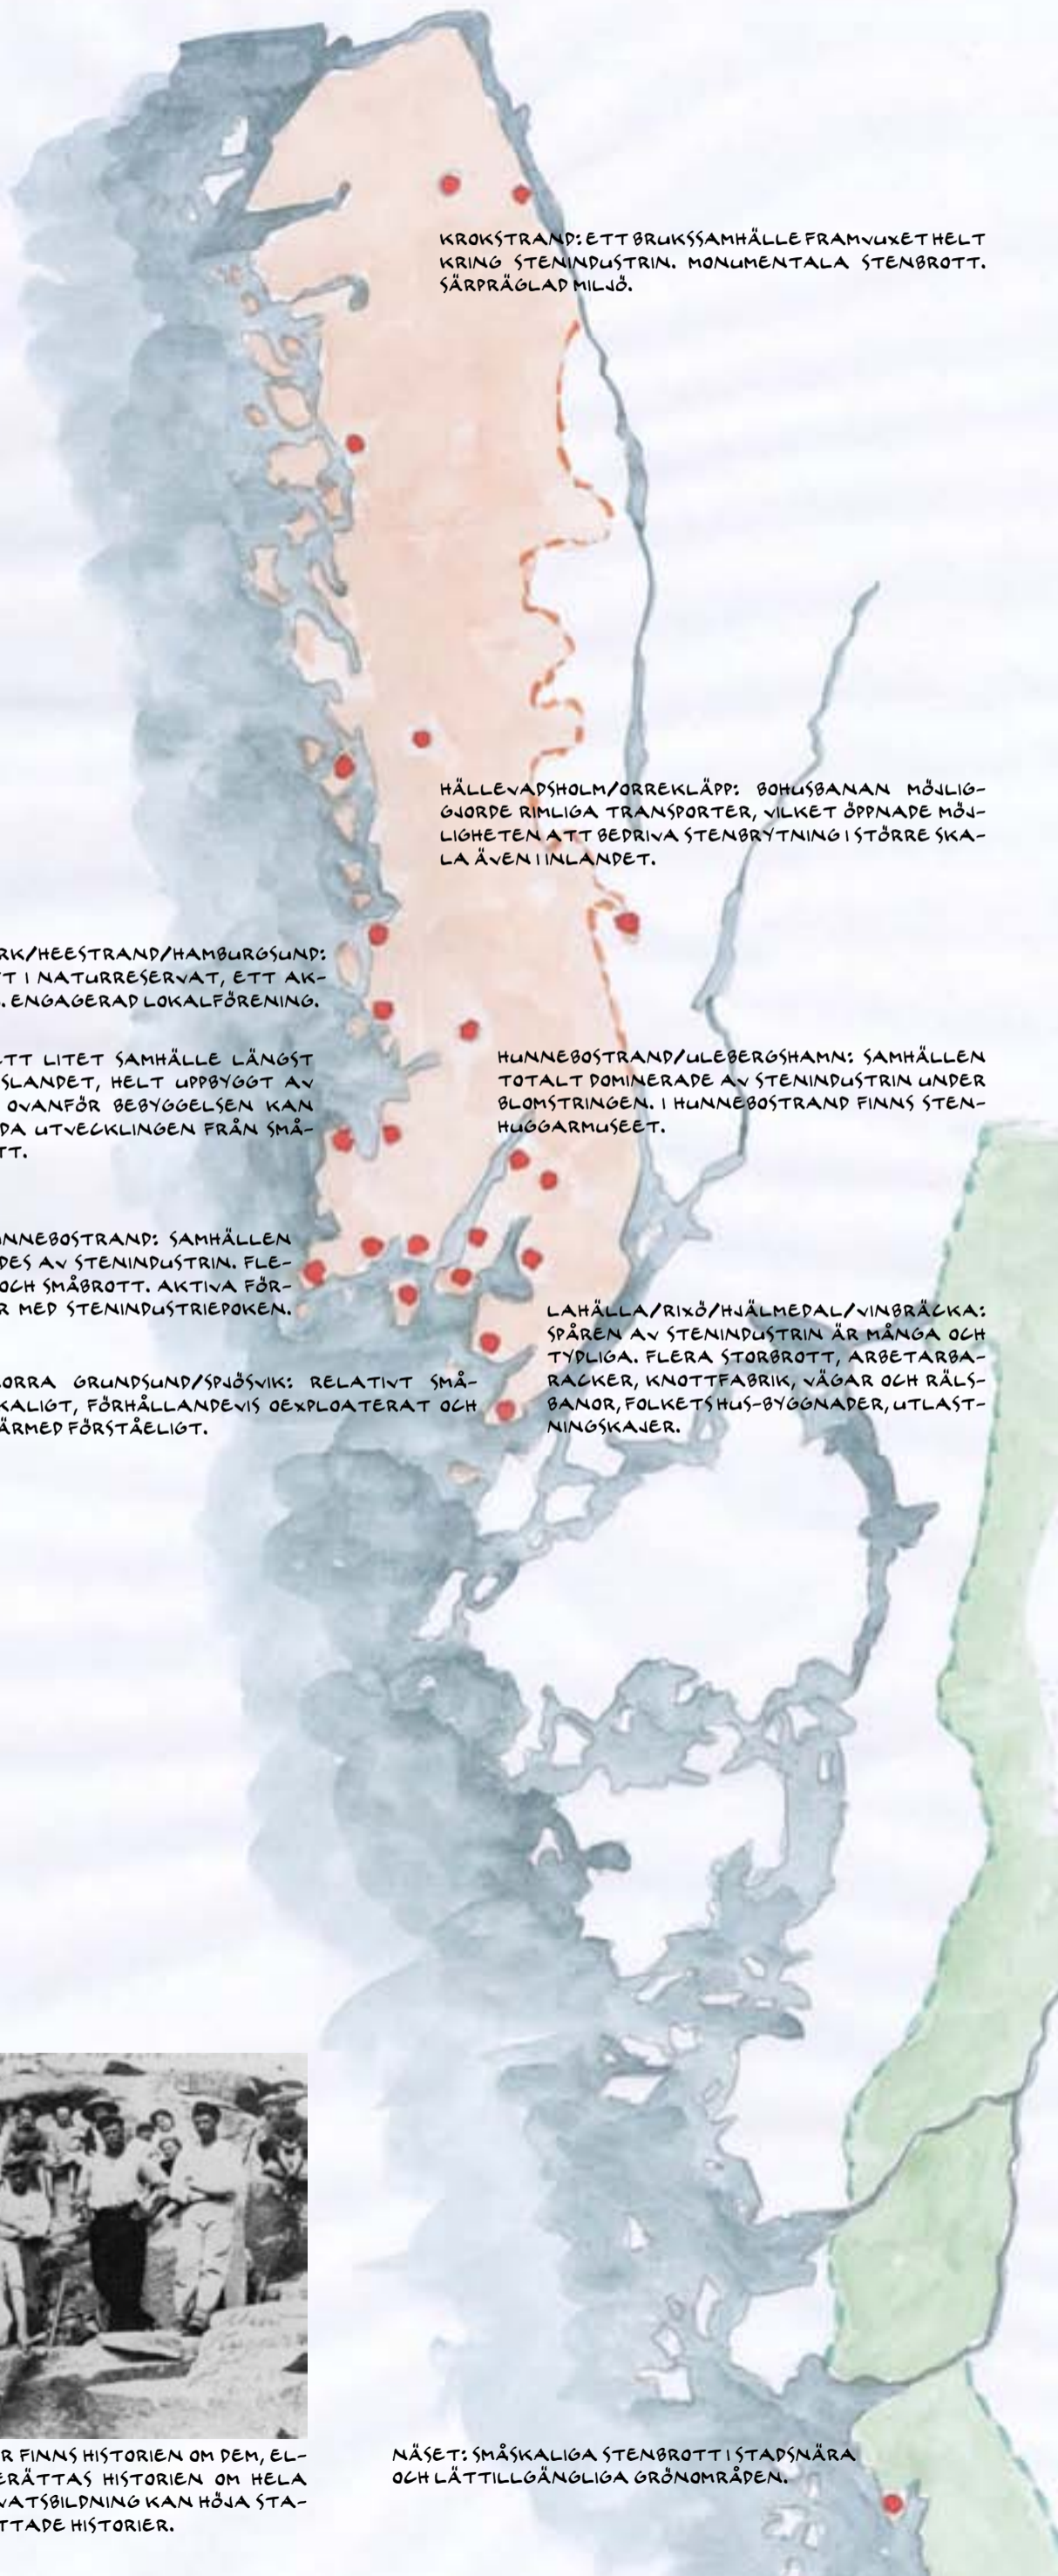 KROKSTRAND: ETT BRUKSSAMHÄLLE FRAMVUXET HELT
KRING STENINDUSTRIN. MONUMENTALA STENBROTT.
SÄRPRÄGLAD MILJÖ.
HÄLLEVADSHOLM/ORREKLÄPP: BOHUSBANAN MÖJLIG-
GJORDE RIMLIGA TRANSPORTER, VILKET ÖPPNADE MÖJ-
LIGHETEN ATT BEDRIVA STENBRYTNING I STÖRRE SKA-
LA ÄVEN I INLANDET.
RK/HEESTRAND/HAMBURGSUND:
TT I NATURRESERVAT, ETT AK-
. ENGAGERAD LOKALFÖRENING.
ETT LITET SAMHÄLLE LÄNGST
SLANDET, HELT UPPBYGGT AV
OVANFÖR BEBYGGELSEN KAN
DA UTVECKLINGEN FRÅN SMÅ-
TT.
HUNNEBOSTRAND/ULEBERGSHAMN: SAMHÄLLEN
TOTALT DOMINERADE AV STENINDUSTRIN UNDER
BLOMSTRINGEN. I HUNNEBOSTRAND FINNS STEN-
HUGGARMUSEET.
NNEBOSTRAND: SAMHÄLLEN
DES AV STENINDUSTRIN. FLE-
OCH SMÅBROTT. AKTIVA FÖR-
R MED STENINDUSTRIEPOKEN.
LAHÄLLA/RIXÖ/HJÄLMEDAL/VINBRÄCKA:
SPÅREN AV STENINDUSTRIN ÄR MÅNGA OCH
TYDLIGA. FLERA STORBROTT, ARBETARBA-
RACKER, KNOTTFABRIK, VÄGAR OCH RÄLS-
BANOR, FOLKETS HUS-BYGGNADER, UTLAST-
NINGSKAJER.
ORRA GRUNDSUND/SPJÖSVIK: RELATIVT SMÅ-
KALIGT, FÖRHÅLLANDEVIS OEXPLOATERAT OCH
ÄRMED FÖRSTÅELIGT.
R FINNS HISTORIEN OM DEM, EL-
ERÄTTAS HISTORIEN OM HELA
VATSBILDNING KAN HÖJA STA-
TTADE HISTORIER.
NÄSET: SMÅSKALIGA STENBROTT I STADSNÄRA
OCH LÄTTILLGÄNGLIGA GRÖNOMRÅDEN.